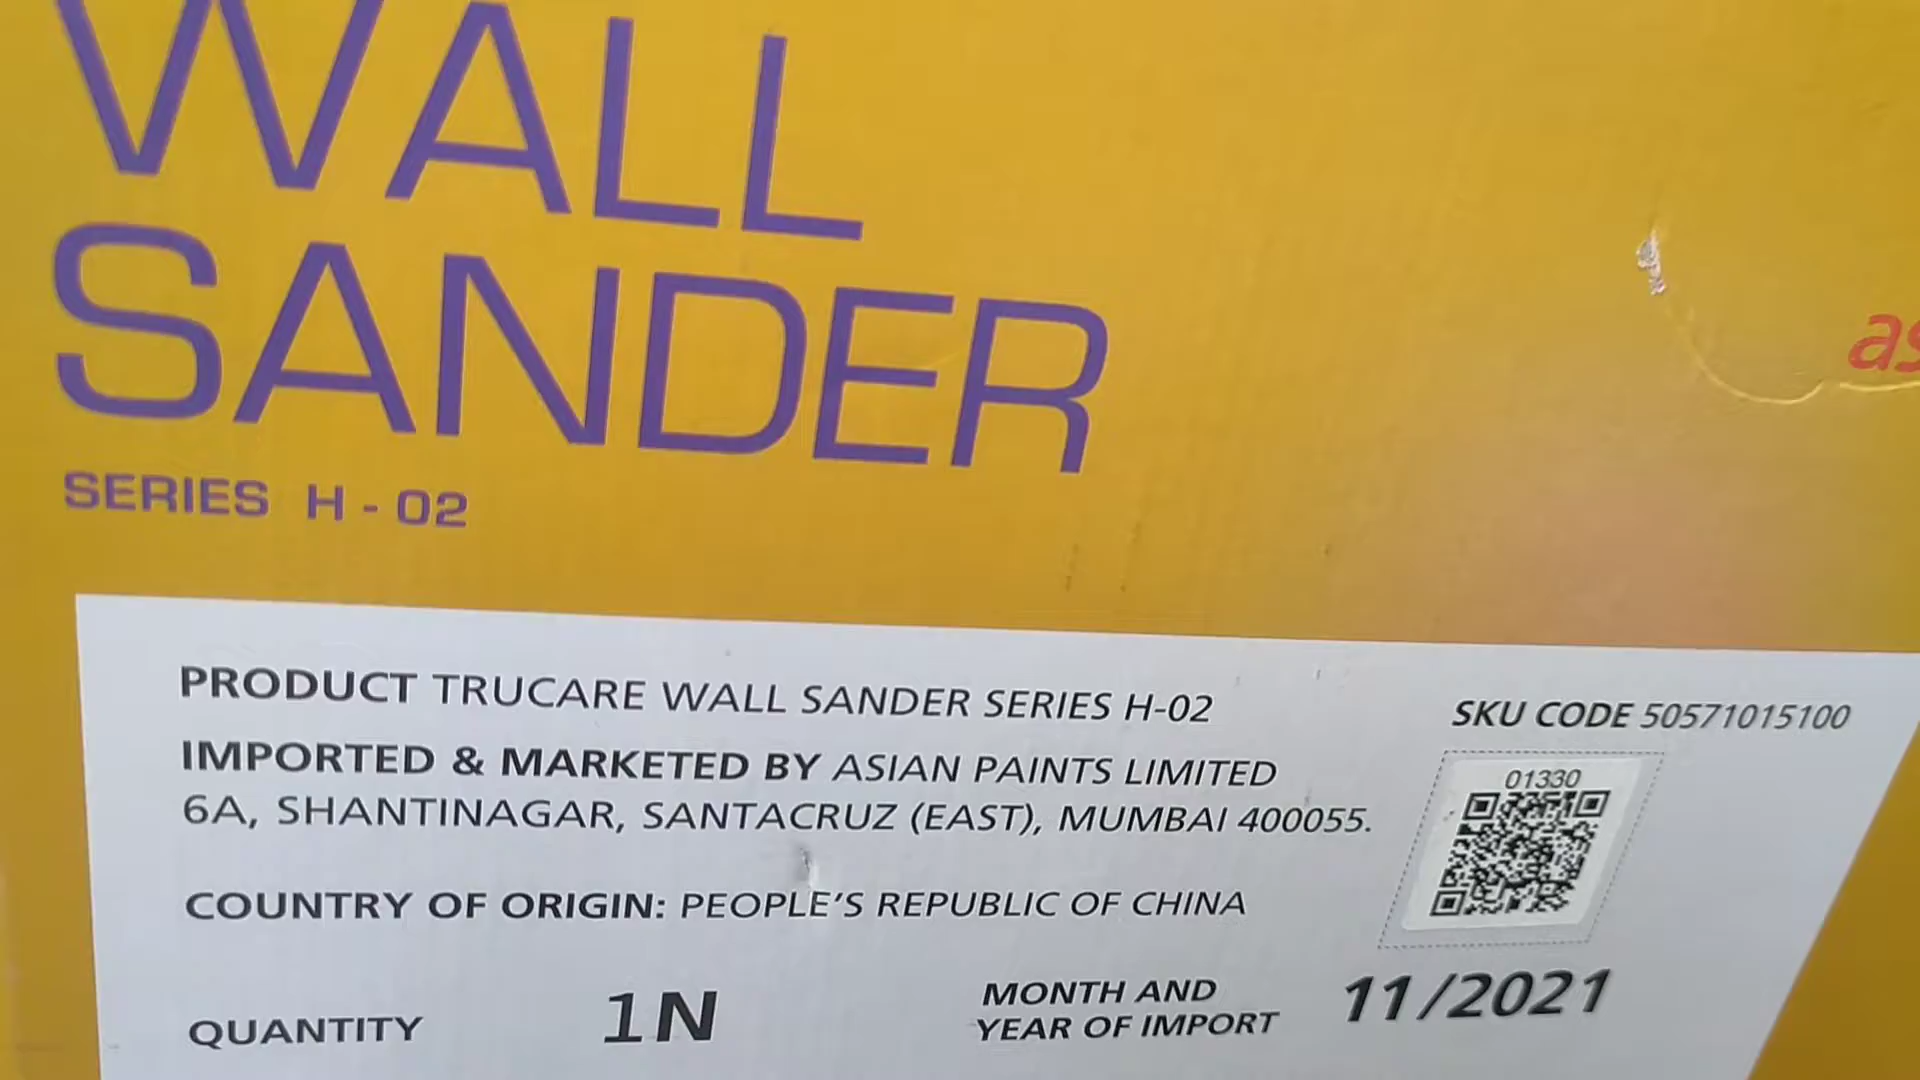 WALL
SANDER
SERIES H - 02
as
PRODUCT TRUCARE WALL SANDER SERIES H-02
SKU CODE 50571015100
IMPORTED & MARKETED BY ASIAN PAINTS LIMITED
6A, SHANTINAGAR, SANTACRUZ (EAST), MUMBAI 400055.
01330
COUNTRY OF ORIGIN: PEOPLE'S REPUBLIC OF CHINA
QUANTITY 1N
MONTH AND
YEAR OF IMPORT 11/2021